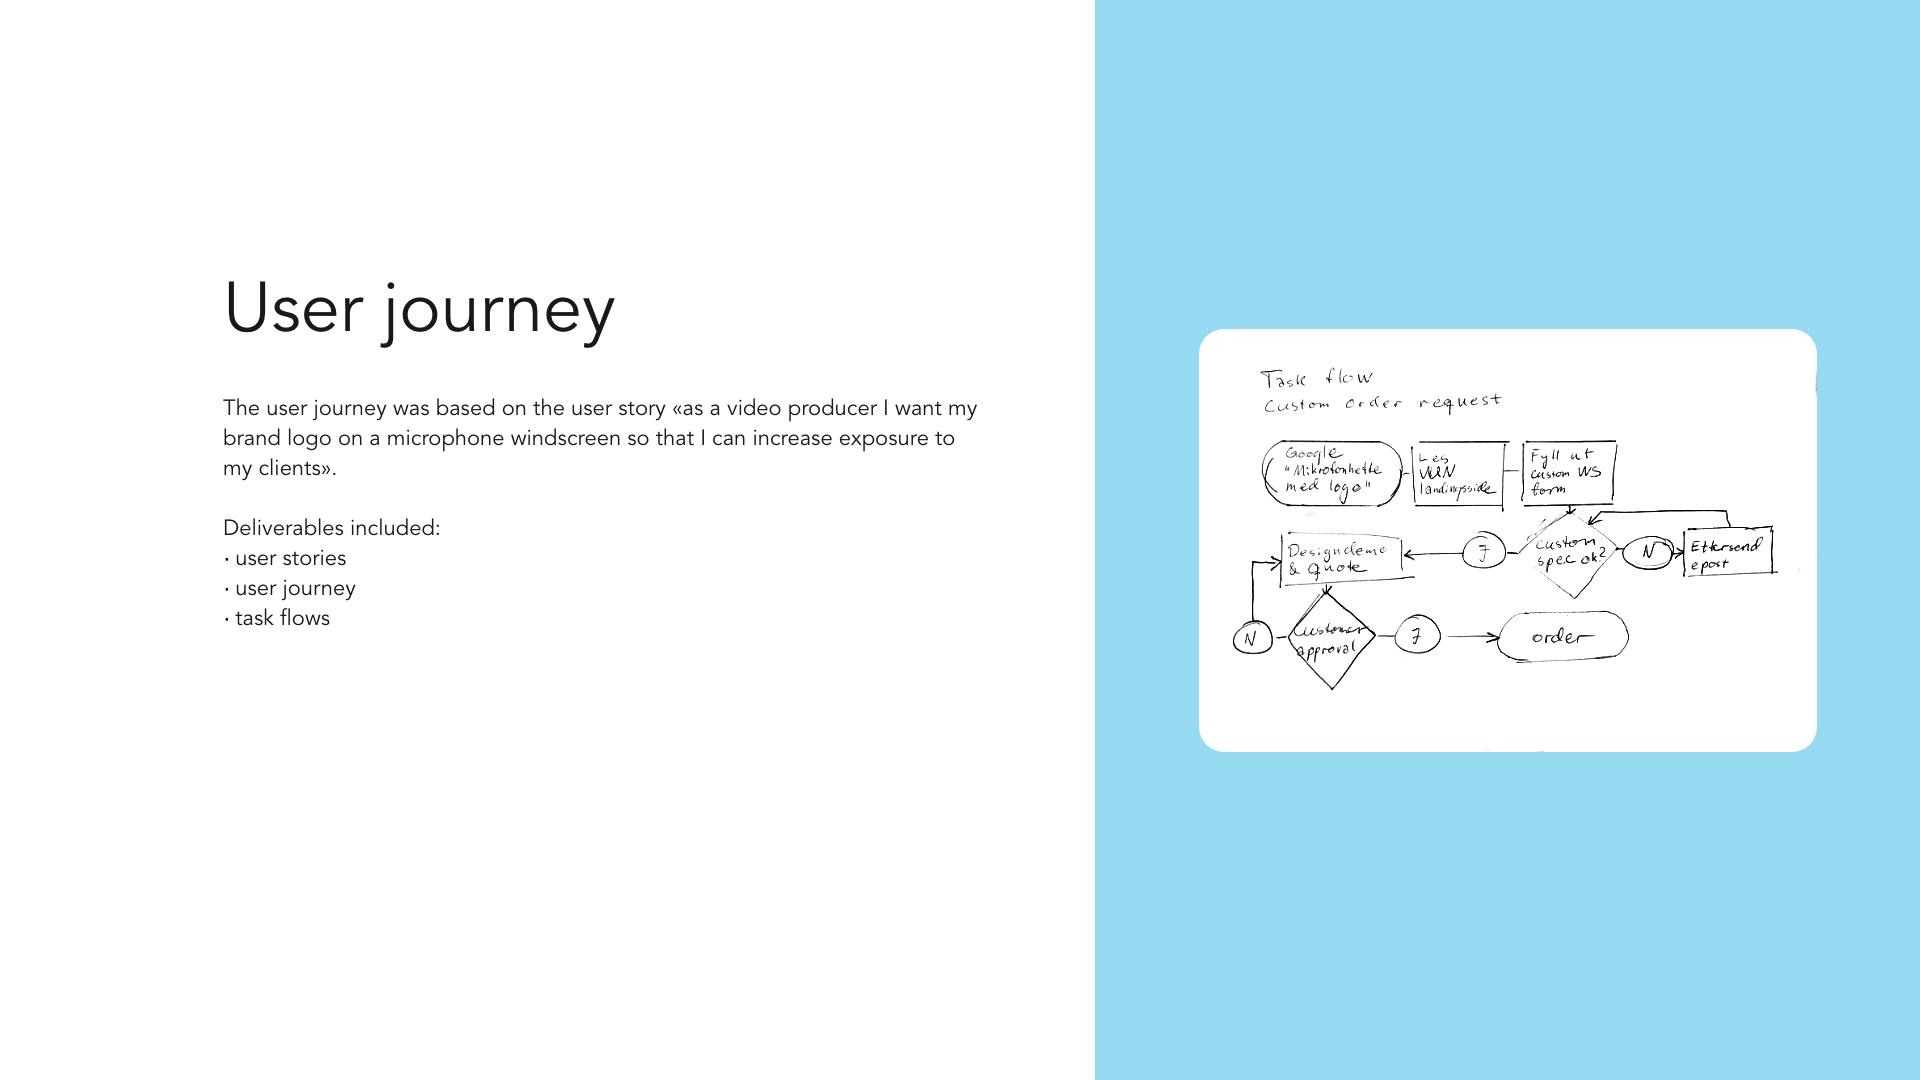 User journey
The user journey was based on the user story «as a video producer I want my
brand logo on a microphone windscreen so that I can increase exposure to
my clients».
Deliverables included:
· user stories
· user journey
· task flows
Task flow
Custom order request
Google
"Mikrofonhette
med logo"
Les
landingsside
Fyll ut
custom WS
form
Designdemo
& quote
J
Custom
spec ok?
N
Ettersend
epost
N
Customer
approval
J
order